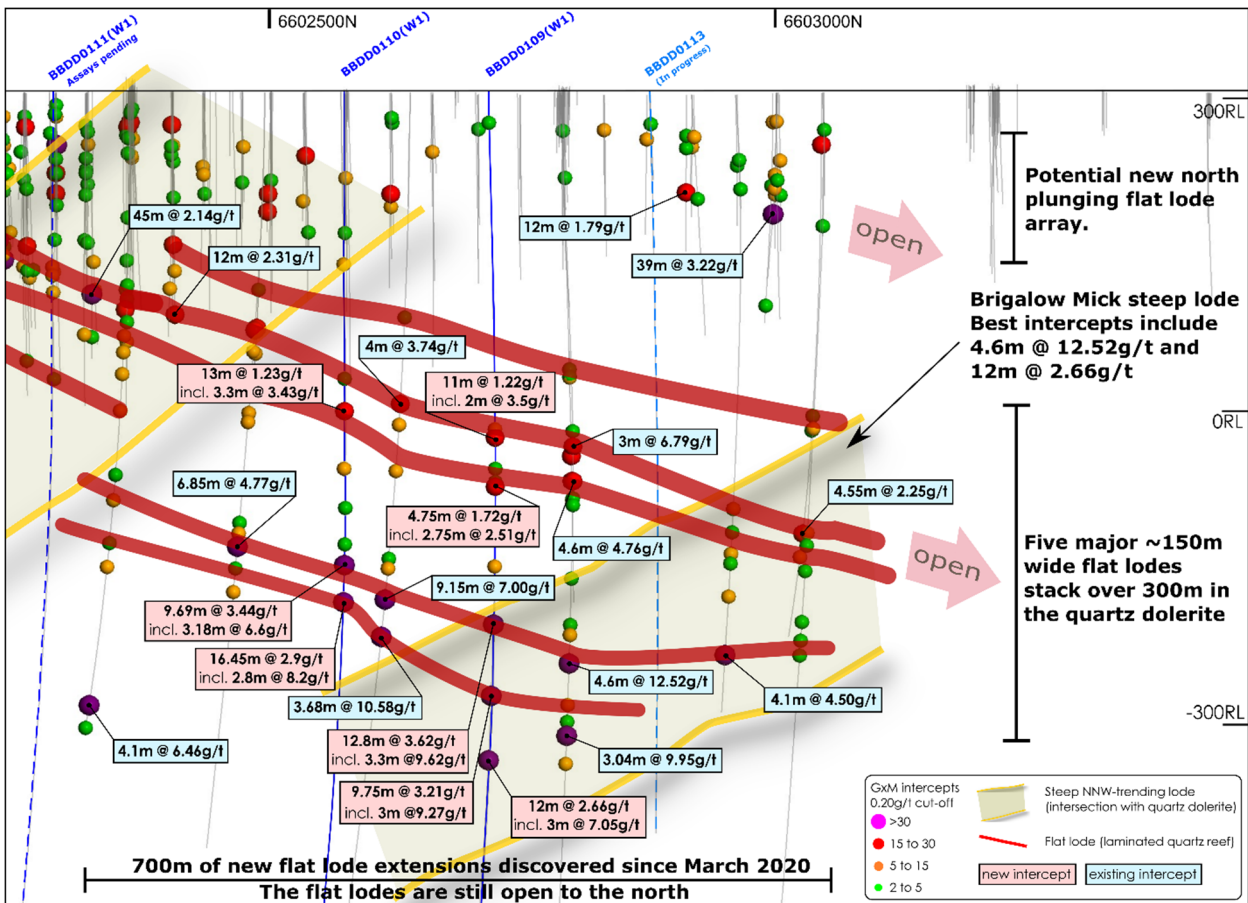 6602500N
6603000N
BBDD0111(W1)
Assays pending
BBDD0110(W1)
BBDD0109(W1)
BBDD0113
(In progress)
300RL
45m @ 2.14g/t
12m @ 2.31g/t
12m @ 1.79g/t
39m @ 3.22g/t
open
Potential new north
plunging flat lode
array.
Brigalow Mick steep lode
Best intercepts include
4.6m @ 12.52g/t and
12m @ 2.66g/t
4m @ 3.74g/t
13m @ 1.23g/t
incl. 3.3m @ 3.43g/t
11m @ 1.22g/t
incl. 2m @ 3.5g/t
0RL
3m @ 6.79g/t
6.85m @ 4.77g/t
4.55m @ 2.25g/t
4.75m @ 1.72g/t
incl. 2.75m @ 2.51g/t
4.6m @ 4.76g/t
open
Five major ~150m
wide flat lodes
stack over 300m in
the quartz dolerite
9.15m @ 7.00g/t
9.69m @ 3.44g/t
incl. 3.18m @ 6.6g/t
16.45m @ 2.9g/t
incl. 2.8m @ 8.2g/t
4.6m @ 12.52g/t
4.1m @ 4.50g/t
3.68m @ 10.58g/t
-300RL
4.1m @ 6.46g/t
12.8m @ 3.62g/t
incl. 3.3m @9.62g/t
3.04m @ 9.95g/t
9.75m @ 3.21g/t
incl. 3m @9.27g/t
12m @ 2.66g/t
incl. 3m @ 7.05g/t
GxM intercepts
0.20g/t cut-off
>30
15 to 30
5 to 15
2 to 5
Steep NNW-trending lode
(intersection with quartz dolerite)
Flat lode (laminated quartz reef)
new intercept
existing intercept
700m of new flat lode extensions discovered since March 2020
The flat lodes are still open to the north